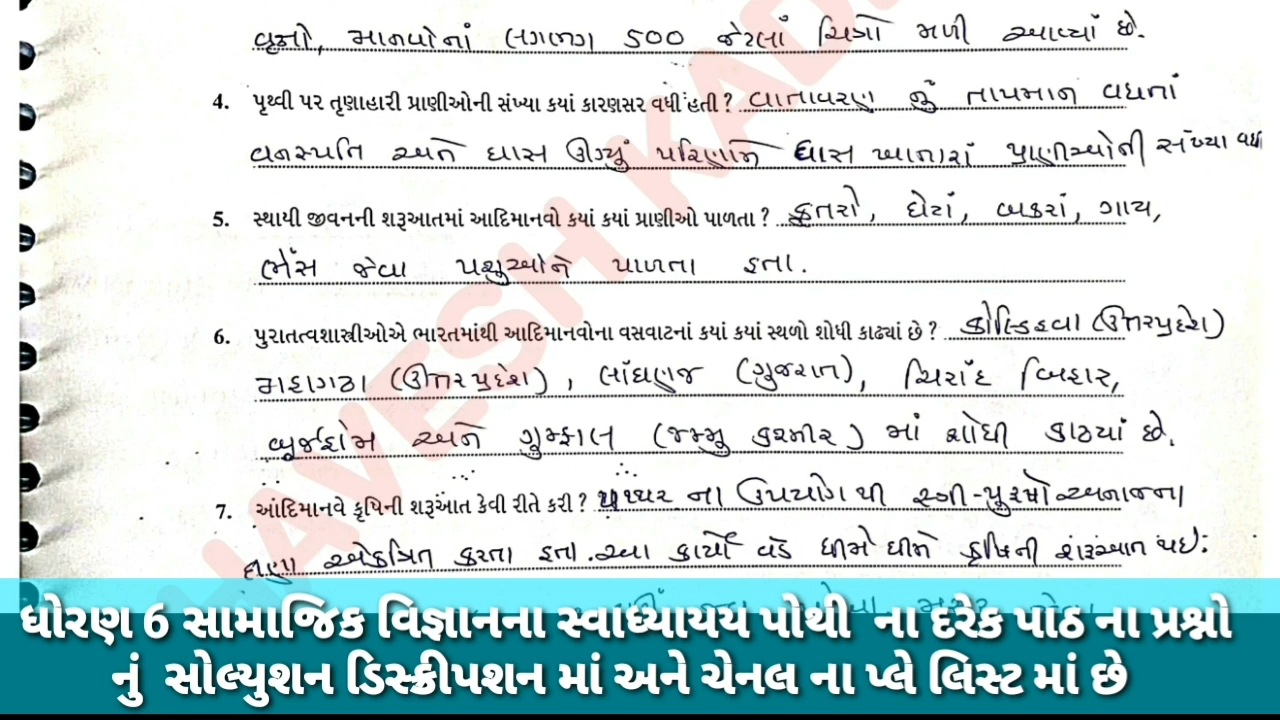 વૃક્ષો, માનવોનાં લગભગ 500 જેટલાં ચિત્રો મળી આવ્યાં છે.
4. પૃથ્વી પર તૃણાહારી પ્રાણીઓની સંખ્યા કયાં કારણસર વધી હતી ? વાતાવરણ નું તાપમાન વધતાં
વનસ્પતિ અને ઘાસ ઊગ્યું પરિણામે ઘાસ ખાનારાં પ્રાણીઓની સંખ્યા વધી
5. સ્થાયી જીવનની શરૂઆતમાં આદિમાનવો કયાં કયાં પ્રાણીઓ પાળતા ? કુતરો, ઘેટાં, બકરાં, ગાય,
ભેંસ જેવા પશુઓને પાળતા હતા.
6. પુરાતત્વશાસ્ત્રીઓએ ભારતમાંથી આદિમાનવોના વસવાટનાં કયાં કયાં સ્થળો શોધી કાઢ્યાં છે ? કોલ્ડિહવા (ઉત્તરપ્રદેશ)
મહાગઢા (ઉત્તરપ્રદેશ), લાંઘણજ (ગુજરાત), ચિરાંદ બિહાર,
બુર્જહોમ અને ગુફ્ફાલ (જમ્મુ કશ્મીર) માં શોધી કાઢયાં છે.
7. આદિમાનવે કૃષિની શરૂઆત કેવી રીતે કરી ? પથ્થર ના ઉપયોગ થી સ્ત્રી-પુરુષો અનાજના
દાણા એકત્રિત કરતા હતા. આ કાર્યો વડે ધીમે ધીમે કૃષિની શરૂઆત થઈ.
ધોરણ 6 સામાજિક વિજ્ઞાનના સ્વાધ્યાયય પોથી ના દરેક પાઠ ના પ્રશ્નો
નું સોલ્યુશન ડિસ્ક્રીપશન માં અને ચેનલ ના પ્લે લિસ્ટ માં છે